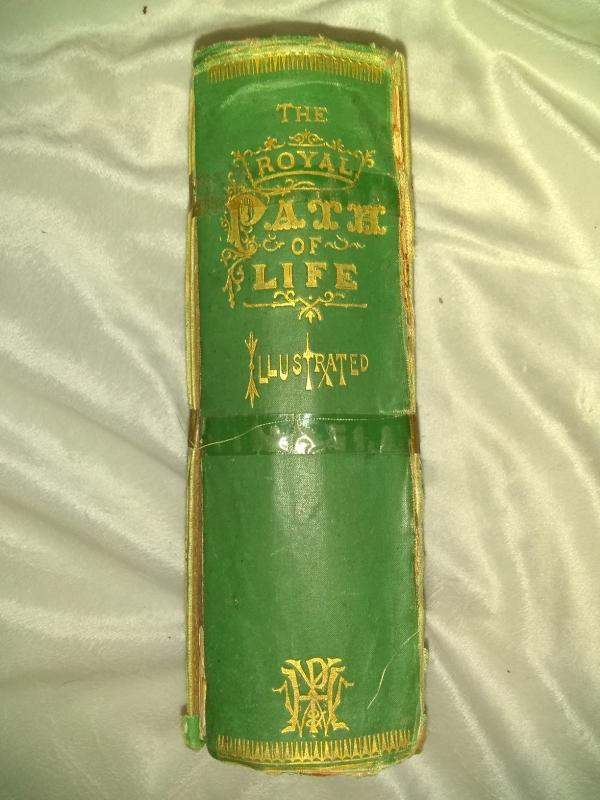 THE
ROYAL
PATH
OF
LIFE
ILLUSTRATED